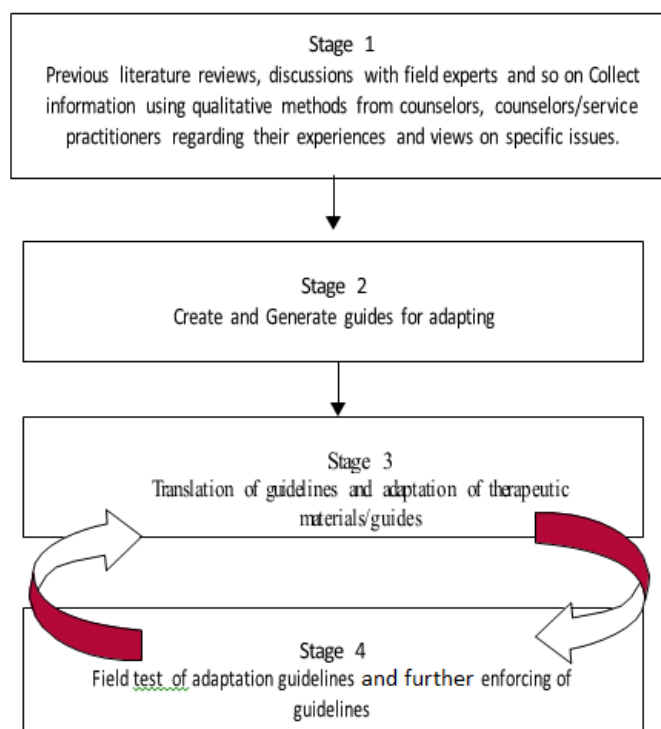 Stage 1
Previous literature reviews, discussions with field experts and so on Collect
information using qualitative methods from counselors, counselors/service
practitioners regarding their experiences and views on specific issues.
Stage 2
Create and Generate guides for adapting
Stage 3
Translation of guidelines and adaptation of therapeutic
materials/guides
Stage 4
Field test of adaptation guidelines and further enforcing of
guidelines